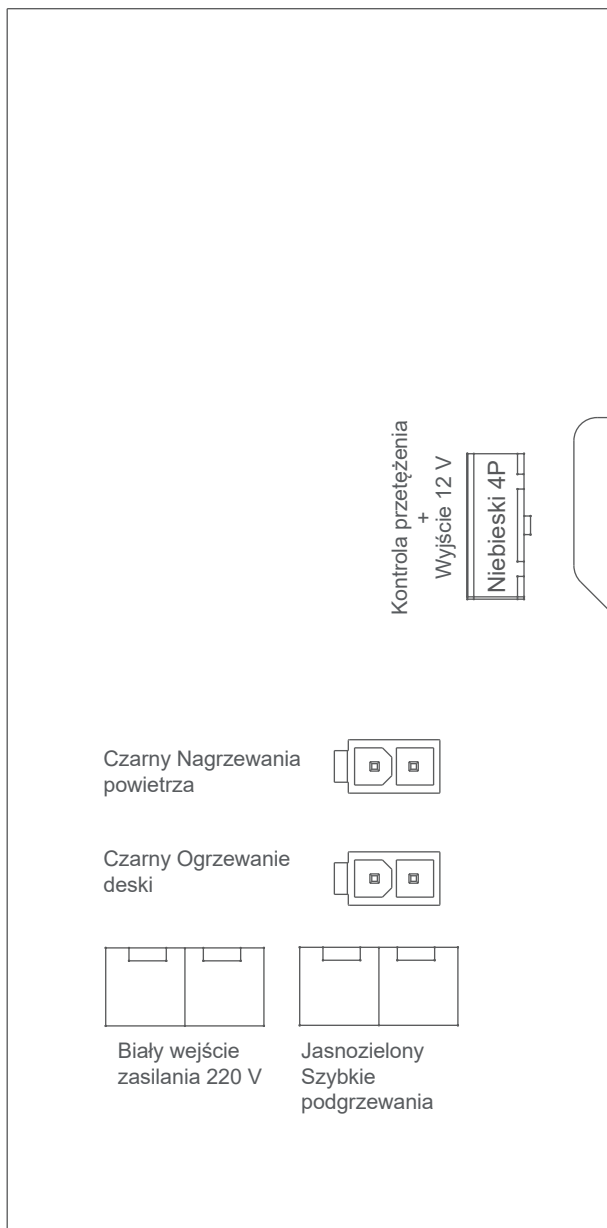 Kontrola przetężenia
+
Wyjście 12 V
Niebieski 4P
Czarny Nagrzewania
powietrza
Czarny Ogrzewanie
deski
Biały wejście
zasilania 220 V
Jasnozielony
Szybkie
podgrzewania